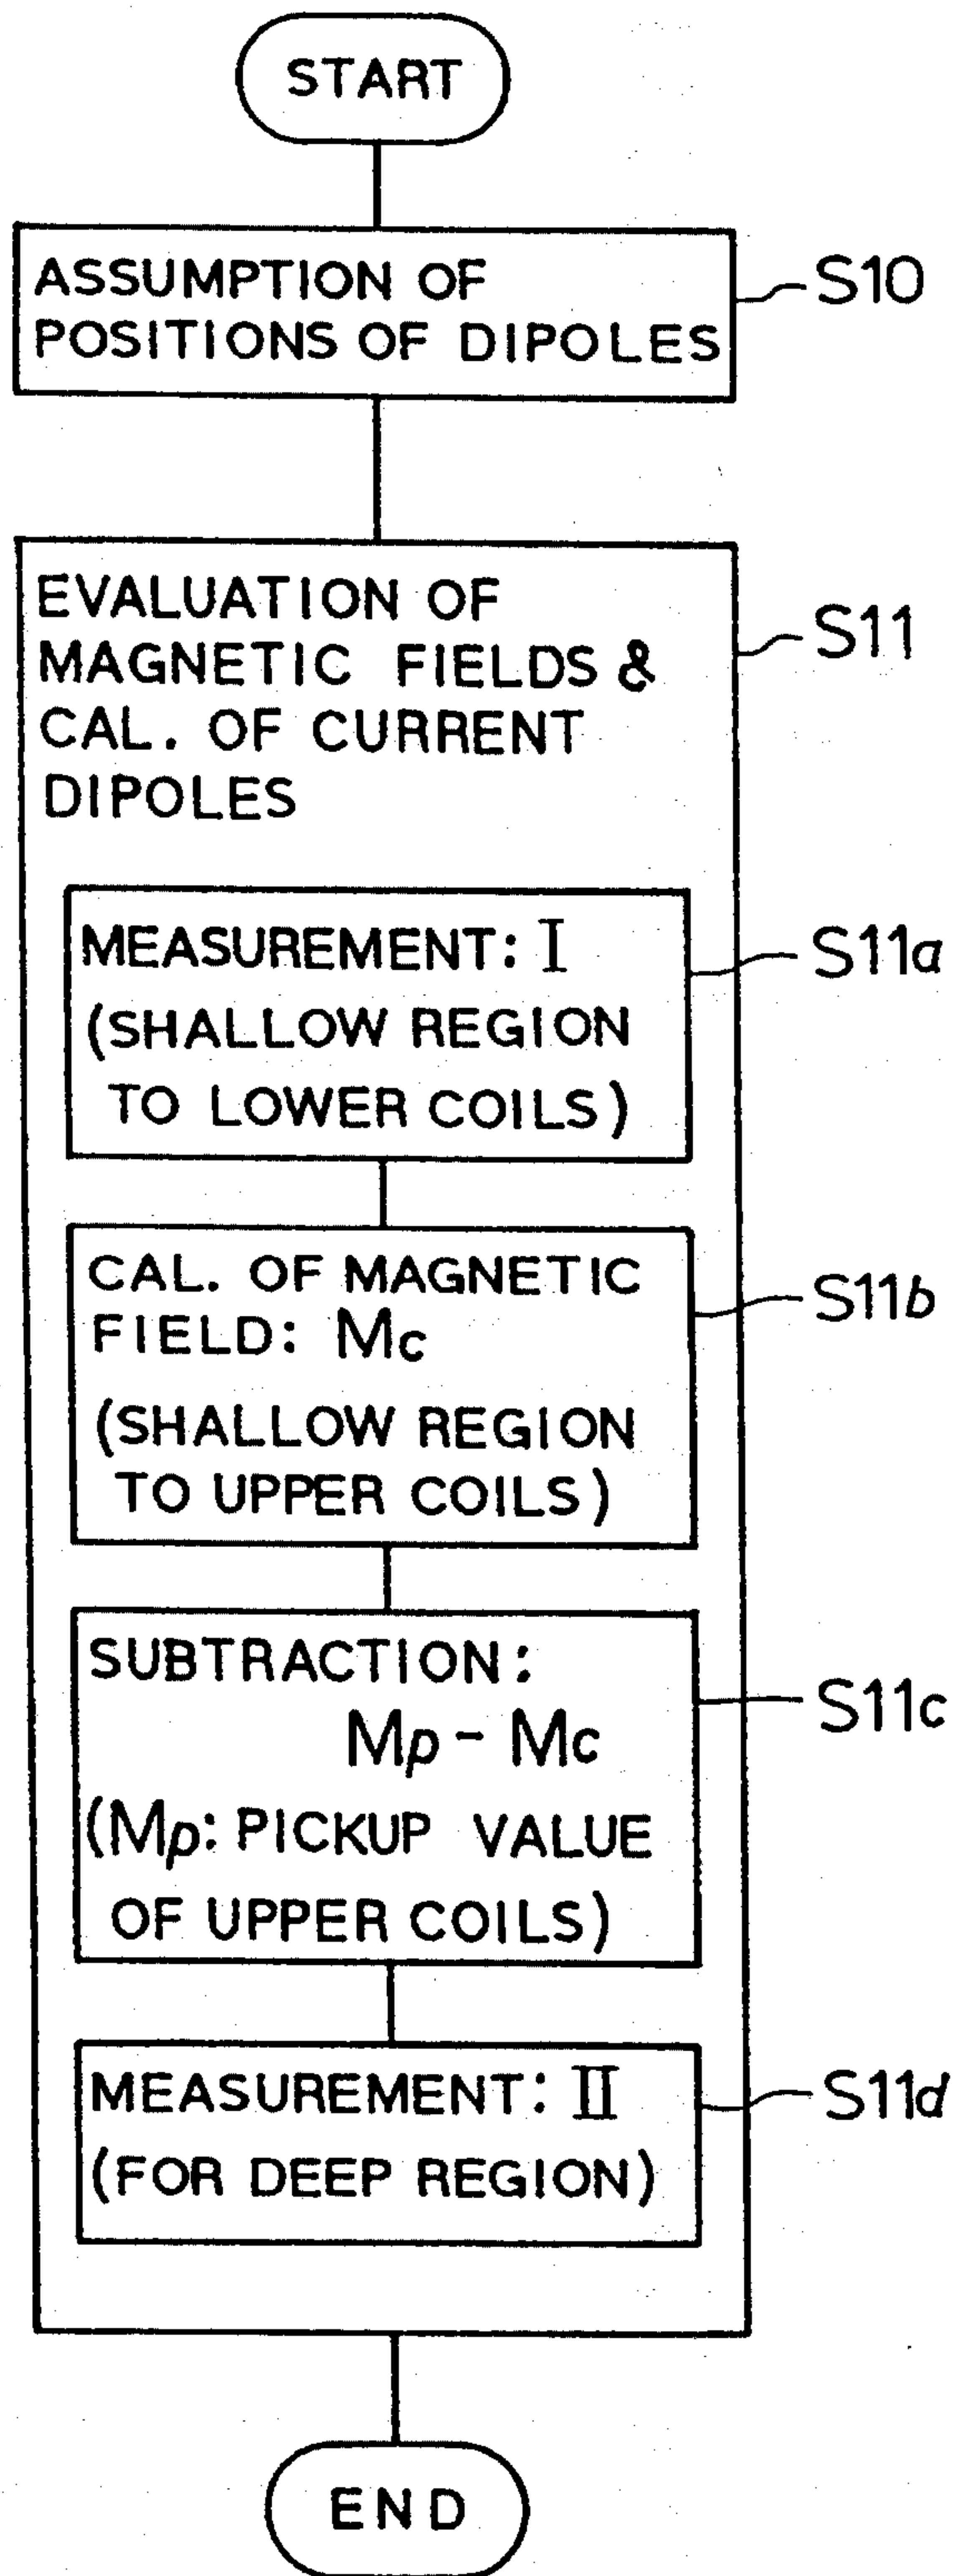 START
ASSUMPTION OF
POSITIONS OF DIPOLES
S10
EVALUATION OF
MAGNETIC FIELDS &
CAL. OF CURRENT
DIPOLES
S11
MEASUREMENT: I
(SHALLOW REGION
TO LOWER COILS)
S11a
CAL. OF MAGNETIC
FIELD: Mc
(SHALLOW REGION
TO UPPER COILS)
S11b
SUBTRACTION:
Mp - Mc
(Mp: PICKUP VALUE
OF UPPER COILS)
S11c
MEASUREMENT: II
(FOR DEEP REGION)
S11d
END